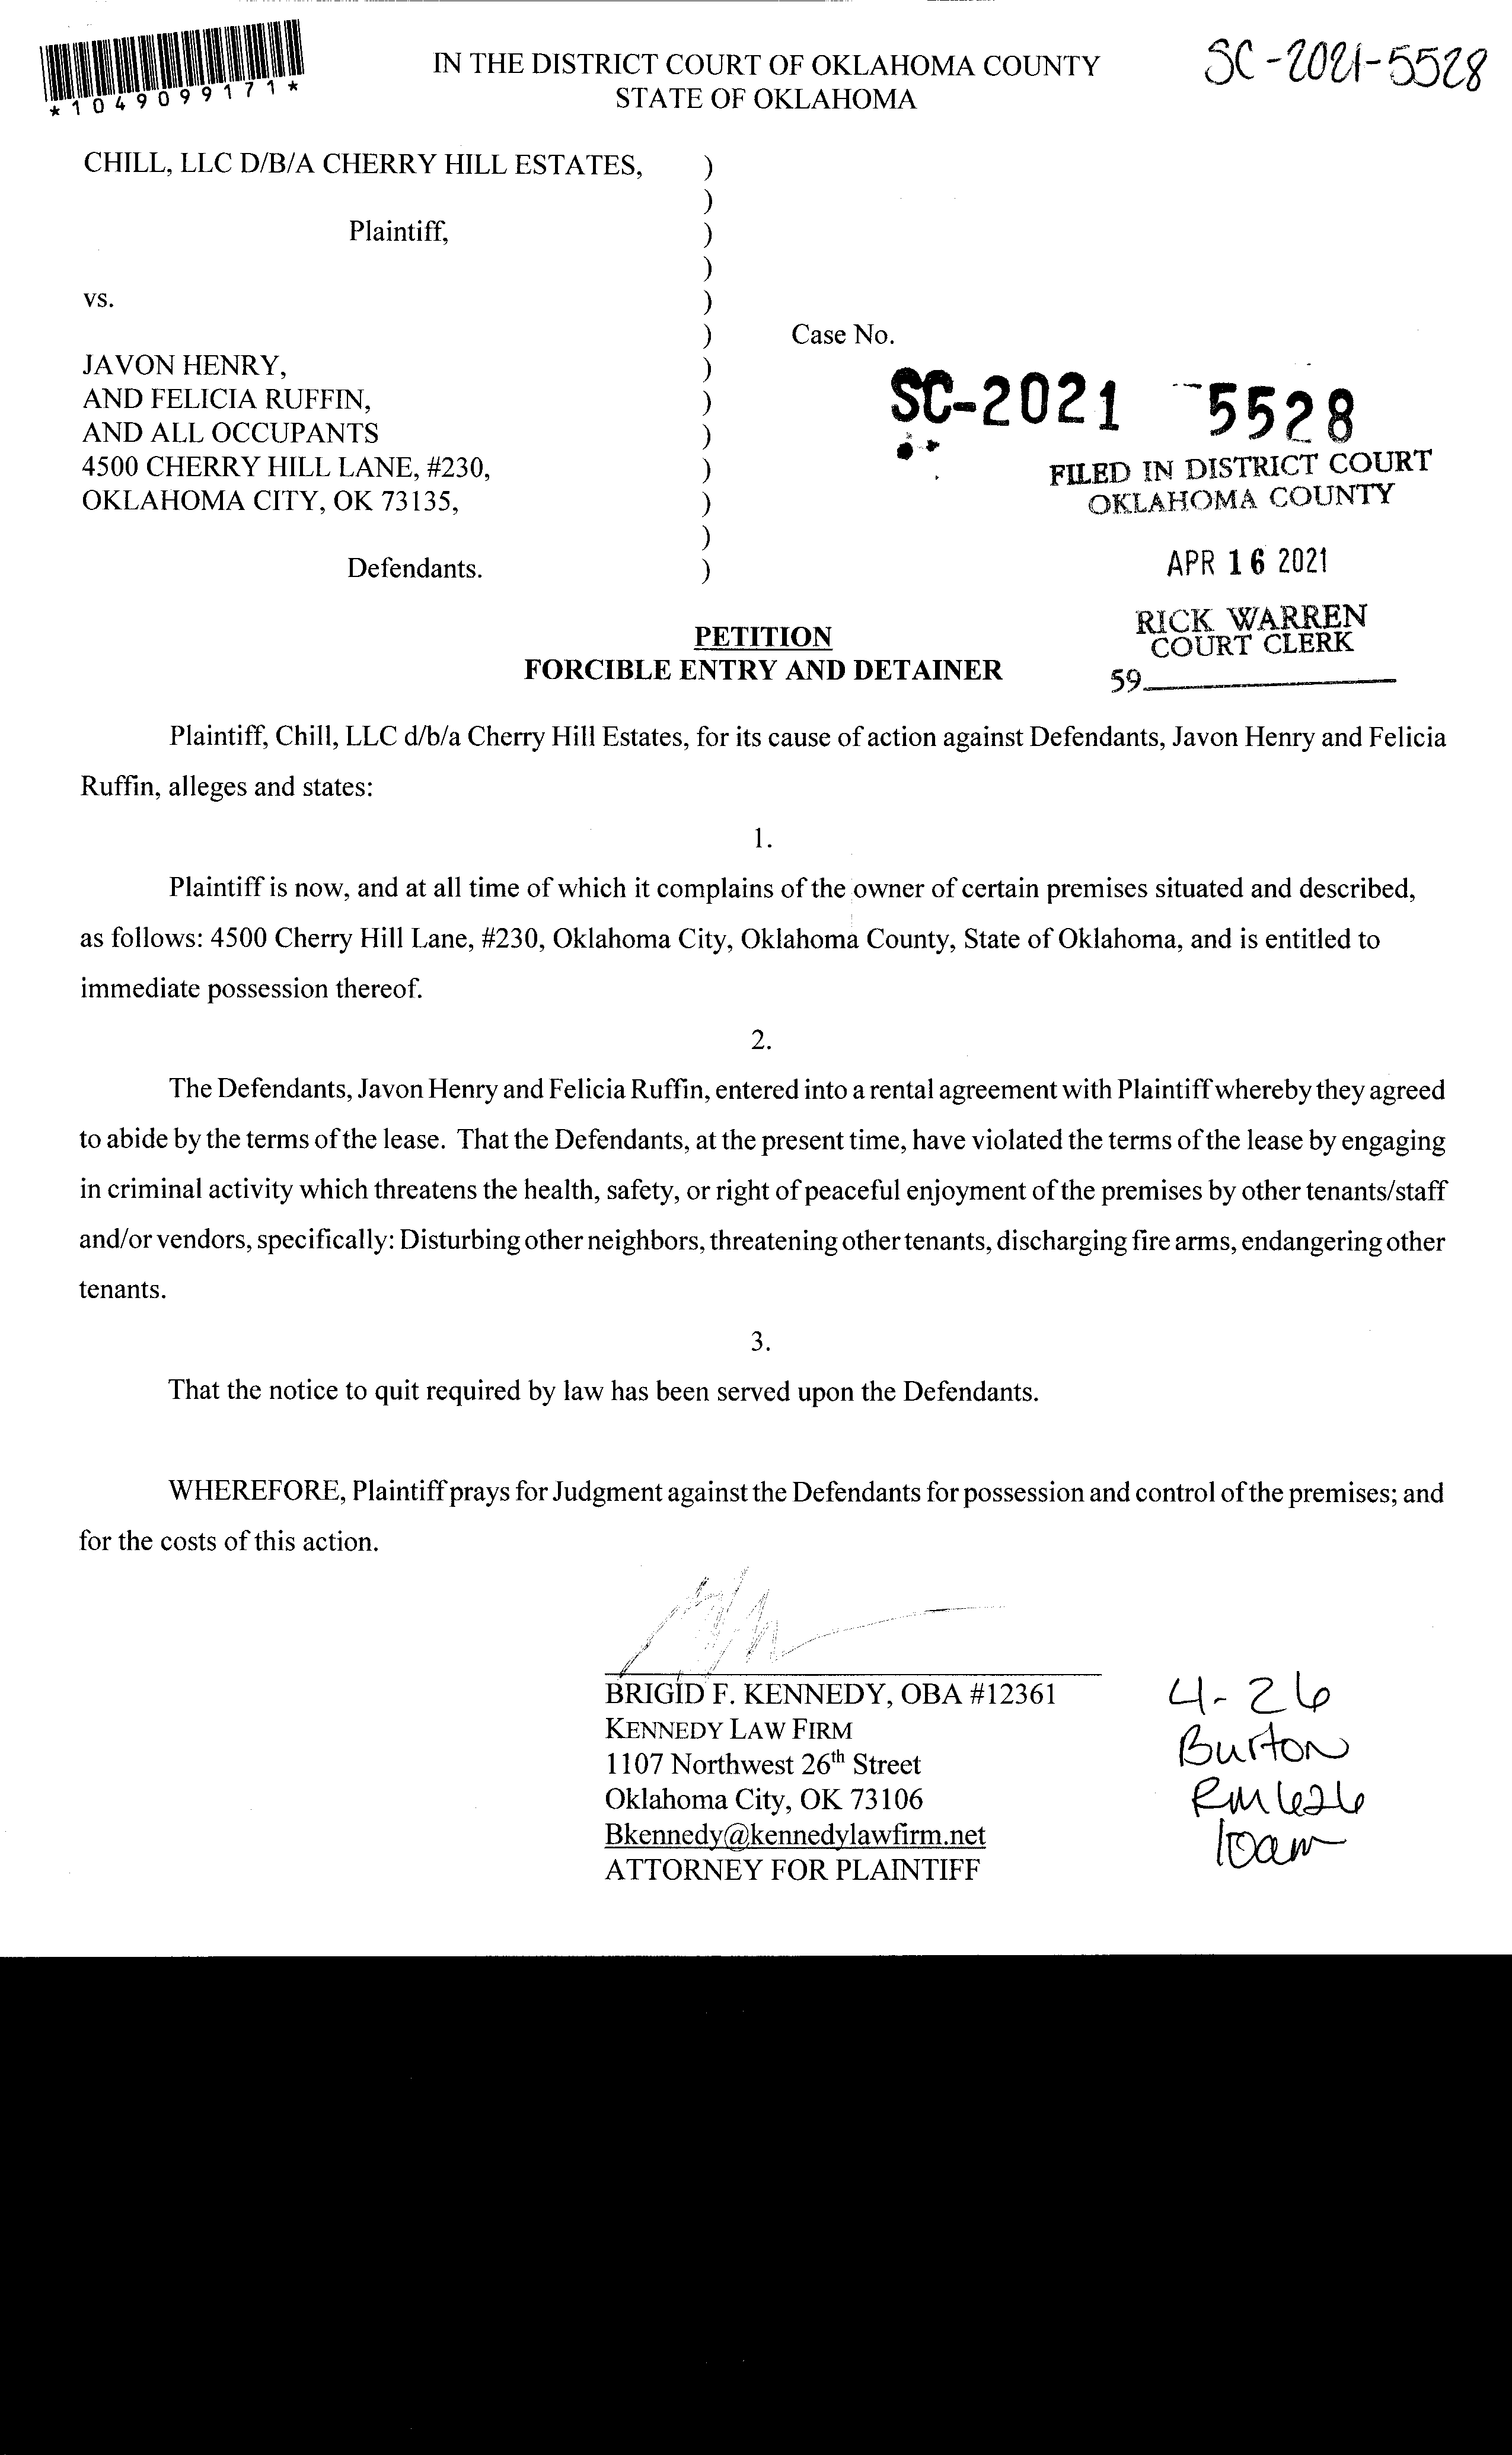 *1049099171*
IN THE DISTRICT COURT OF OKLAHOMA COUNTY
STATE OF OKLAHOMA
SC-2021-5528
CHILL, LLC D/B/A CHERRY HILL ESTATES, )
)
Plaintiff, )
)
vs. )
) Case No.
JAVON HENRY, )
AND FELICIA RUFFIN, )
AND ALL OCCUPANTS )
4500 CHERRY HILL LANE, #230, )
OKLAHOMA CITY, OK 73135, )
)
Defendants. )
SC-2021 5528
FILED IN DISTRICT COURT
OKLAHOMA COUNTY
APR 16 2021
RICK WARREN
COURT CLERK
59
PETITION
FORCIBLE ENTRY AND DETAINER
Plaintiff, Chill, LLC d/b/a Cherry Hill Estates, for its cause of action against Defendants, Javon Henry and Felicia
Ruffin, alleges and states:
1.
Plaintiff is now, and at all time of which it complains of the owner of certain premises situated and described,
as follows: 4500 Cherry Hill Lane, #230, Oklahoma City, Oklahoma County, State of Oklahoma, and is entitled to
immediate possession thereof.
2.
The Defendants, Javon Henry and Felicia Ruffin, entered into a rental agreement with Plaintiff whereby they agreed
to abide by the terms of the lease. That the Defendants, at the present time, have violated the terms of the lease by engaging
in criminal activity which threatens the health, safety, or right of peaceful enjoyment of the premises by other tenants/staff
and/or vendors, specifically: Disturbing other neighbors, threatening other tenants, discharging fire arms, endangering other
tenants.
3.
That the notice to quit required by law has been served upon the Defendants.
WHEREFORE, Plaintiff prays for Judgment against the Defendants for possession and control of the premises; and
for the costs of this action.
BRIGID F. KENNEDY, OBA #12361
KENNEDY LAW FIRM
1107 Northwest 26th Street
Oklahoma City, OK 73106
Bkennedy@kennedylawfirm.net
ATTORNEY FOR PLAINTIFF
4-26
Burton
RM 626
10am